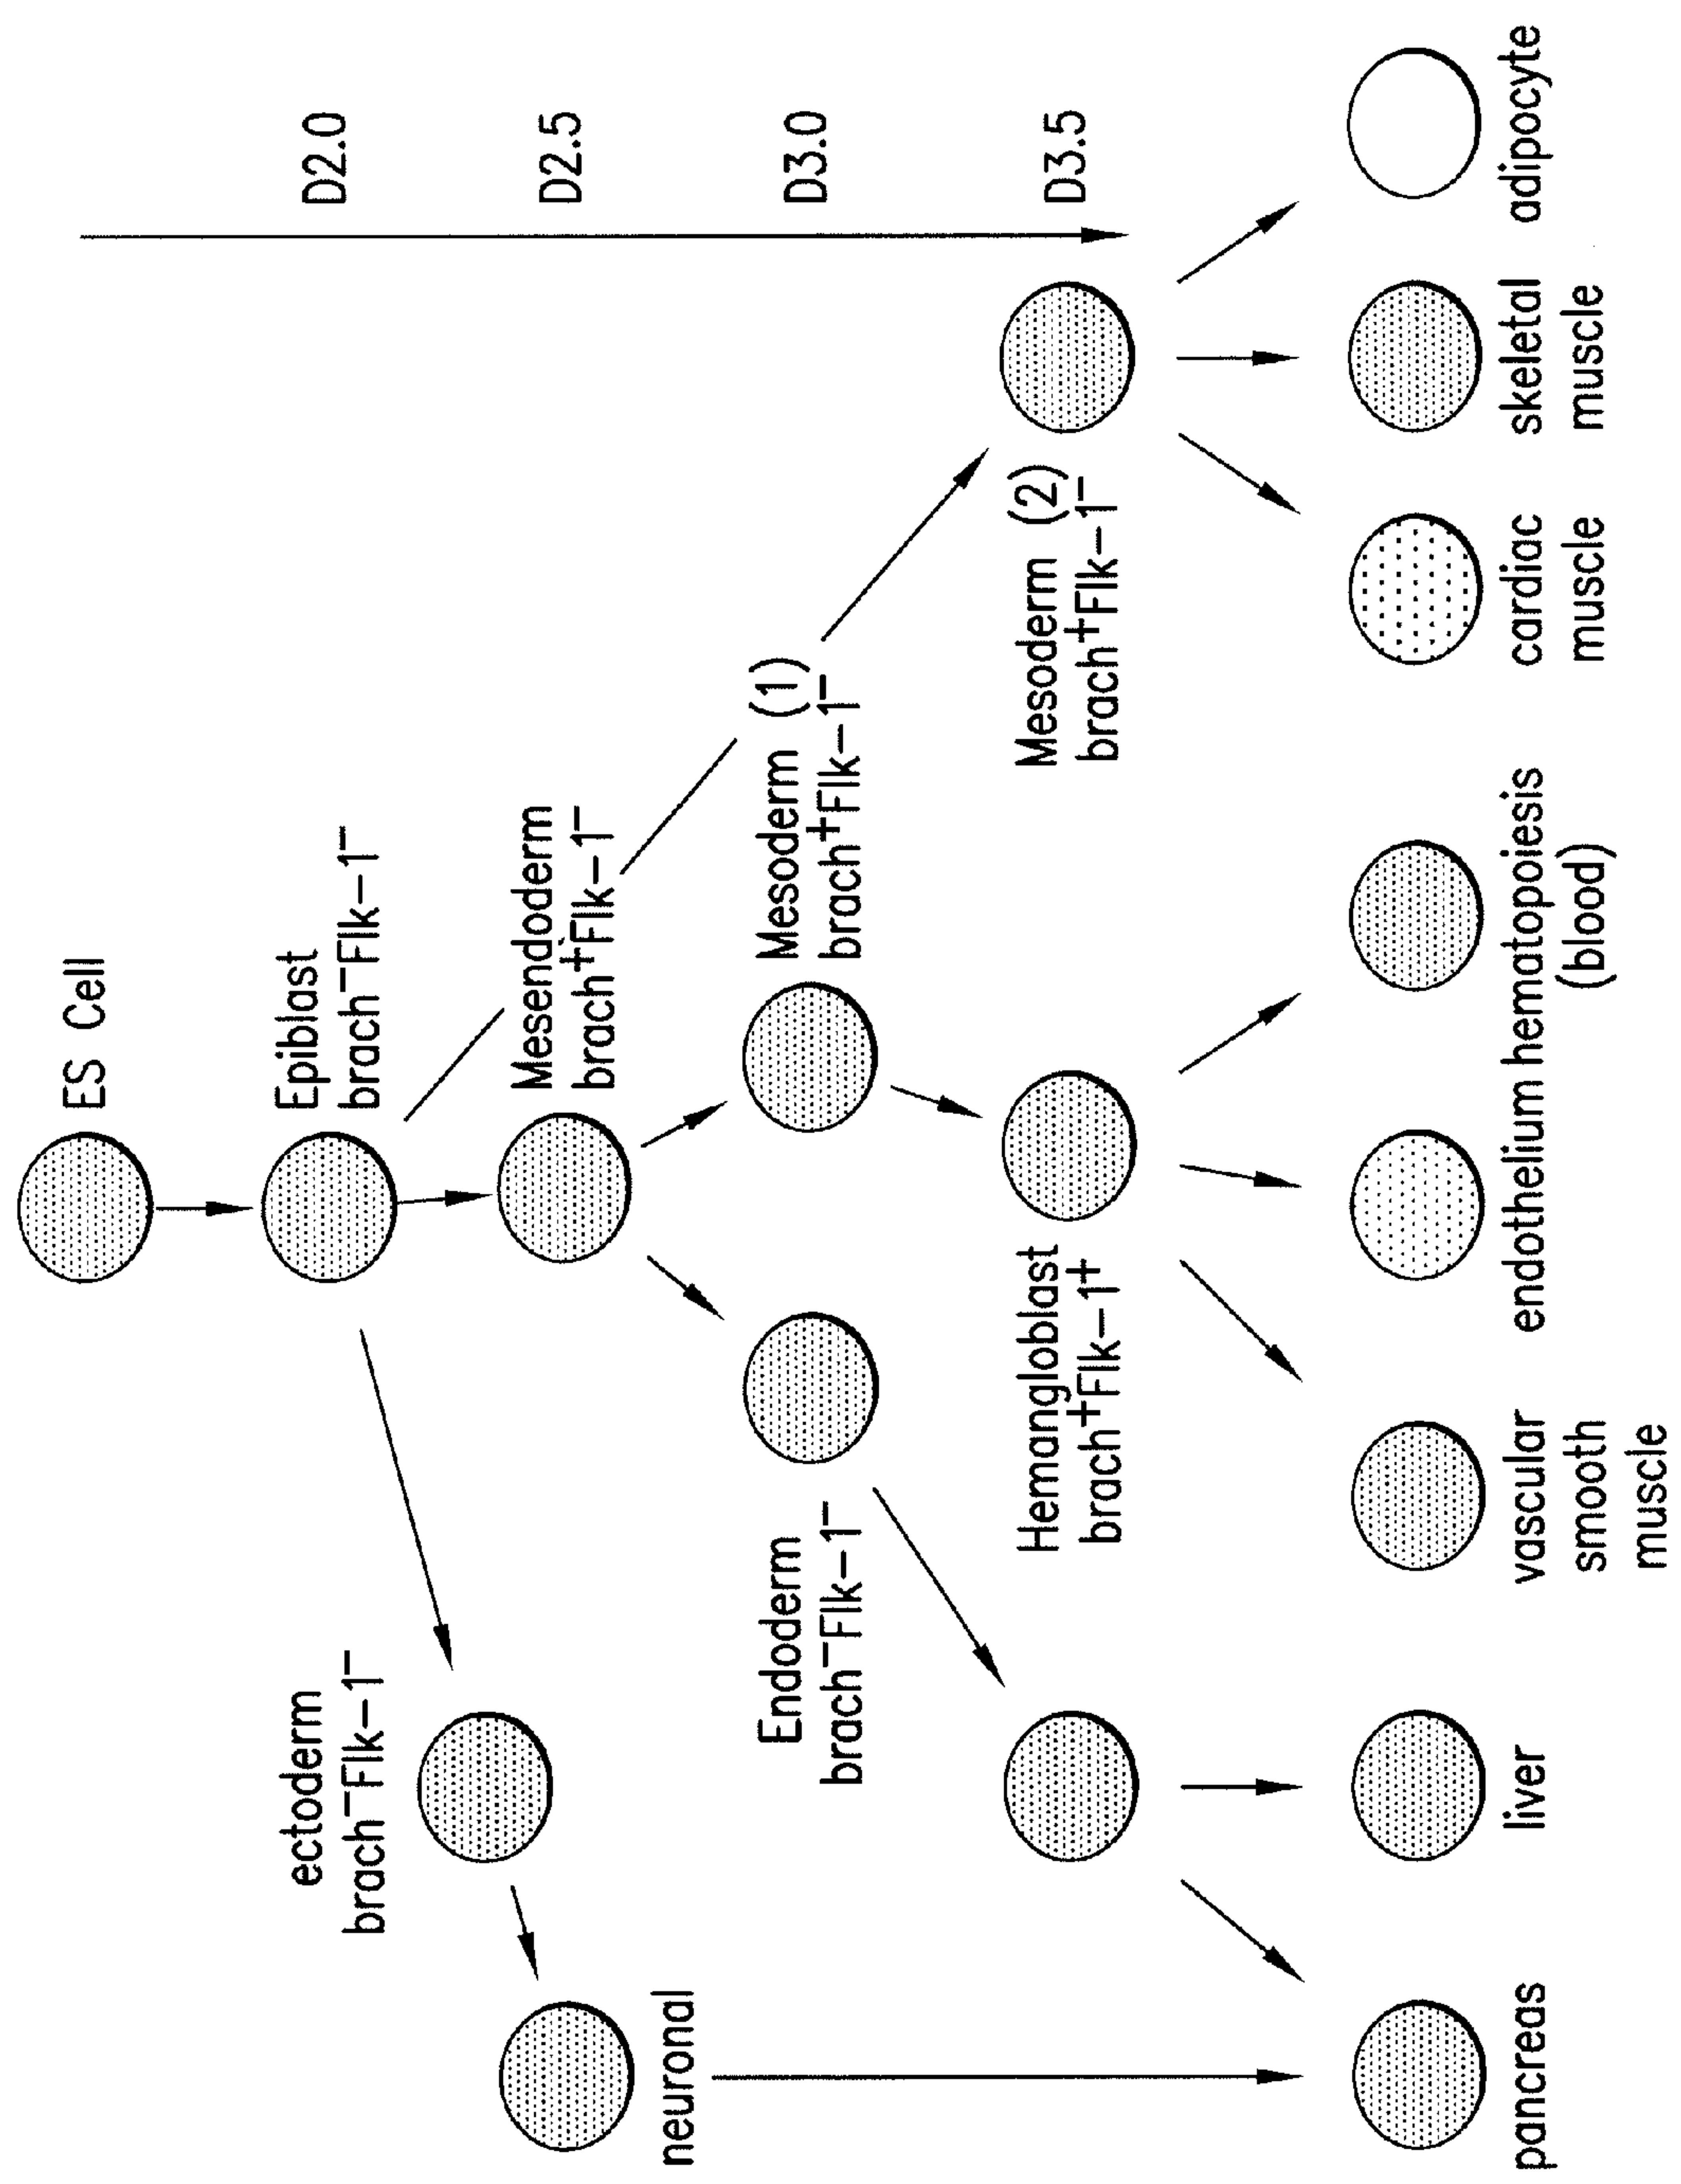 ES Cell
D2.0
Epiblast
brach⁻Flk-1⁻
ectoderm
brach⁻Flk-1⁻
D2.5
Mesendoderm
brach⁺Flk-1⁻
neuronal
D3.0
Mesoderm (1)
brach⁺Flk-1⁻
Endoderm
brach⁻Flk-1⁻
D3.5
Mesoderm (2)
brach⁺Flk-1⁻
Hemangloblast
brach⁺Flk-1⁺
pancreas
liver
vascular
smooth
muscle
endothelium
hematopoiesis
(blood)
cardiac
muscle
skeletal
muscle
adipocyte